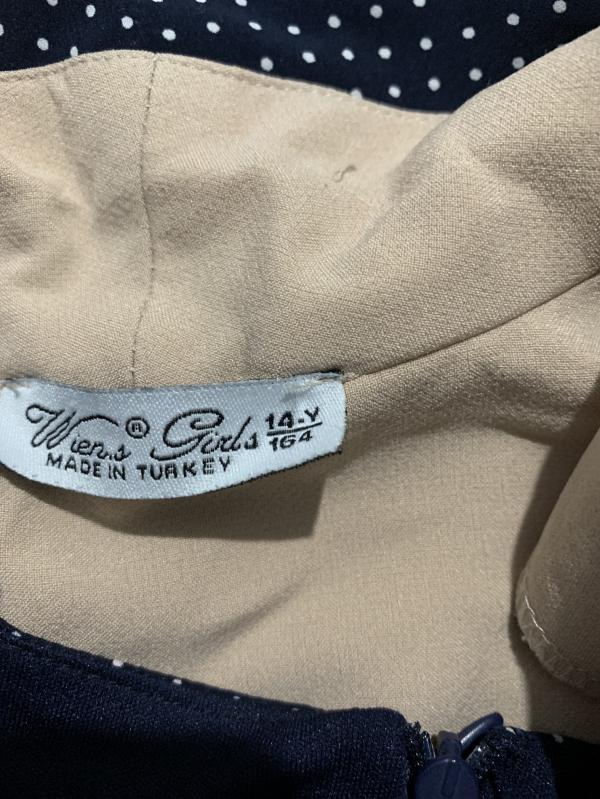 Wien.s ® Girls 14-Y
164
MADE IN TURKEY